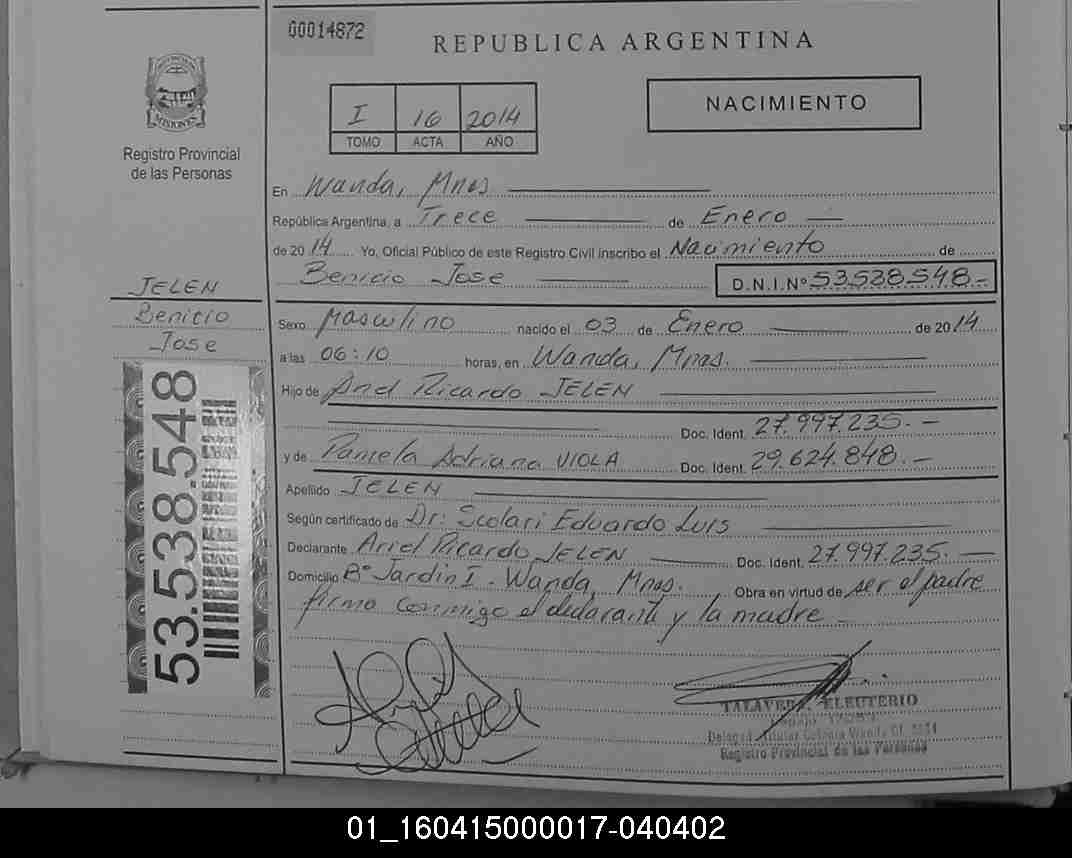 00014872
REPUBLICA ARGENTINA
MISIONES
Registro Provincial
de las Personas
I 16 2014
TOMO ACTA AÑO
NACIMIENTO
En Wanda, Mnes
República Argentina, a Trece de Enero
de 2014 Yo, Oficial Público de este Registro Civil inscribo el Nacimiento de
Benicio Jose D.N.I.Nº 53.538.548-
JELEN
Benicio
Jose
53.538.548
Sexo Masculino nacido el 03 de Enero de 2014
a las 06:10 horas, en Wanda, Mnes.
Hijo de Ariel Ricardo JELEN
Doc. Ident. 27.997.235.-
y de Pamela Adriana VIOLA Doc. Ident. 29.624.848.-
Apellido JELEN
Según certificado de Dr: Scolari Eduardo Luis
Declarante Ariel Ricardo JELEN Doc. Ident. 27.997.235.-
Domicilio Bº Jardin I - Wanda, Mnes. Obra en virtud de ser el padre
firma conmigo el declarante y la madre -
TALAVERA, ELEUTERIO
Registro Provincial de las Personas
01_160415000017-040402